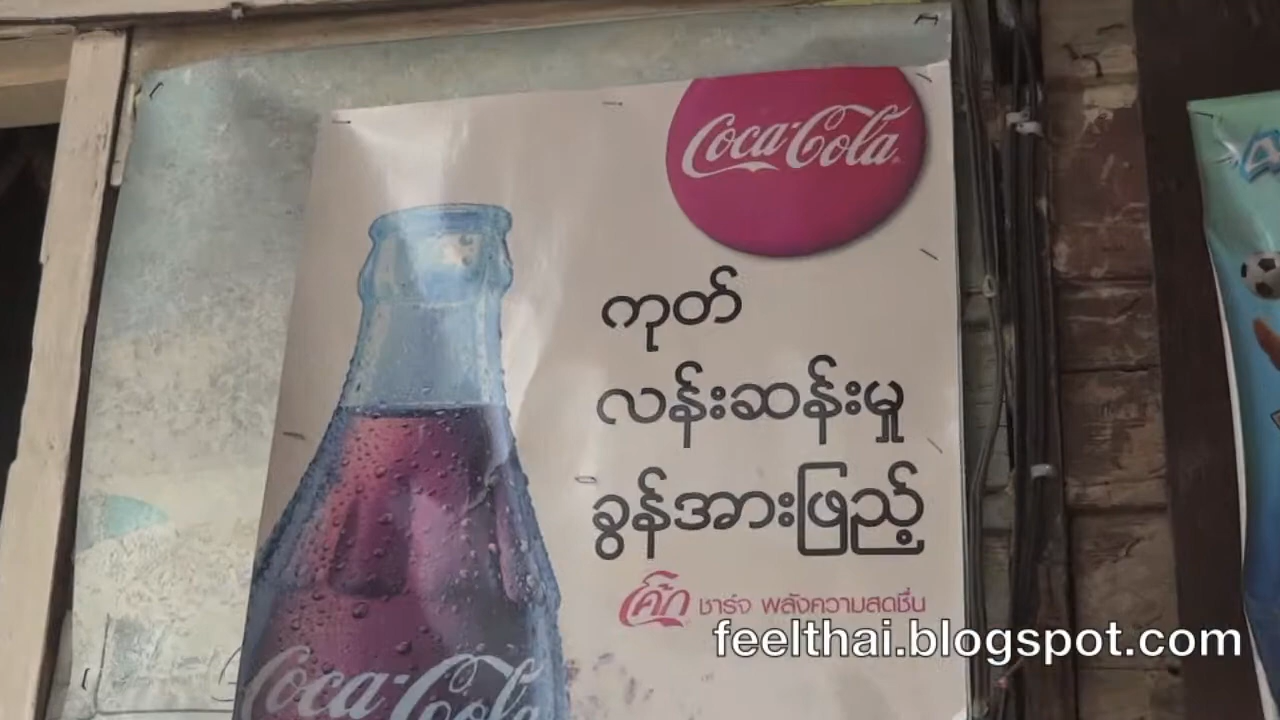 Coca-Cola
ကုတ်
လန်းဆန်းမှု
ခွန်အားဖြည့်
โค้ก ชาร์จ พลังความสดชื่น
feelthai.blogspot.com
Coca-Cola